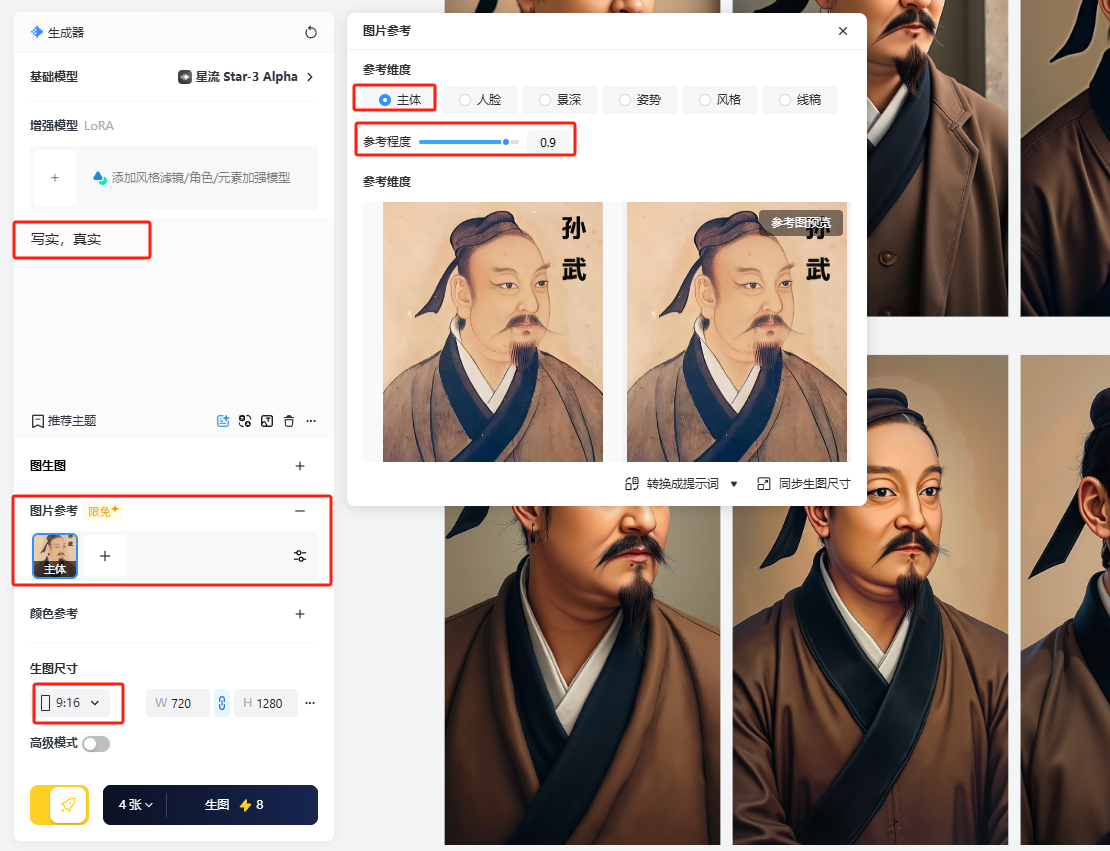 生成器
基础模型 星流 Star-3 Alpha
增强模型 LoRA
+ 添加风格滤镜/角色/元素加强模型
写实，真实
推荐主题
图生图 +
图片参考 限免
主体 +
颜色参考 +
生图尺寸
9:16 W 720 H 1280
高级模式
4 张 生图 8
图片参考
参考维度
主体 人脸 景深 姿势 风格 线稿
参考程度 0.9
参考维度
孙武
参考图预览
孙武
转换成提示词 同步生图尺寸